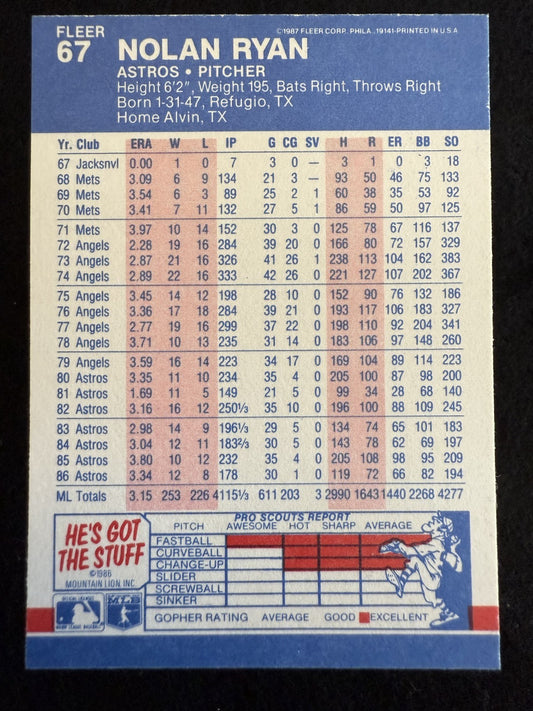 FLEER
©1987 FLEER CORP. PHILA. 19141-PRINTED IN U.S.A
67 NOLAN RYAN
ASTROS • PITCHER
Height 6'2", Weight 195, Bats Right, Throws Right
Born 1-31-47, Refugio, TX
Home Alvin, TX
Yr. Club ERA W L IP G CG SV H R ER BB SO
67 Jacksnvl 0.00 1 0 7 3 0 — 3 1 0 3 18
68 Mets 3.09 6 9 134 21 3 — 93 50 46 75 133
69 Mets 3.54 6 3 89 25 2 1 60 38 35 53 92
70 Mets 3.41 7 11 132 27 5 1 86 59 50 97 125
71 Mets 3.97 10 14 152 30 3 0 125 78 67 116 137
72 Angels 2.28 19 16 284 39 20 0 166 80 72 157 329
73 Angels 2.87 21 16 326 41 26 1 238 113 104 162 383
74 Angels 2.89 22 16 333 42 26 0 221 127 107 202 367
75 Angels 3.45 14 12 198 28 10 0 152 90 76 132 186
76 Angels 3.36 17 18 284 39 21 0 193 117 106 183 327
77 Angels 2.77 19 16 299 37 22 0 198 110 92 204 341
78 Angels 3.71 10 13 235 31 14 0 183 106 97 148 260
79 Angels 3.59 16 14 223 34 17 0 169 104 89 114 223
80 Astros 3.35 11 10 234 35 4 0 205 100 87 98 200
81 Astros 1.69 11 5 149 21 5 0 99 34 28 68 140
82 Astros 3.16 16 12 250⅓ 35 10 0 196 100 88 109 245
83 Astros 2.98 14 9 196⅓ 29 5 0 134 74 65 101 183
84 Astros 3.04 12 11 183⅔ 30 5 0 143 78 62 69 197
85 Astros 3.80 10 12 232 35 4 0 205 108 98 95 209
86 Astros 3.34 12 8 178 30 1 0 119 72 66 82 194
ML Totals 3.15 253 226 4115⅓ 611 203 3 2990 1643 1440 2268 4277
HE'S GOT
THE STUFF
©1986
MOUNTAIN LION INC.
PRO SCOUTS REPORT
PITCH AWESOME HOT SHARP AVERAGE
FASTBALL
CURVEBALL
CHANGE-UP
SLIDER
SCREWBALL
SINKER
GOPHER RATING AVERAGE GOOD EXCELLENT